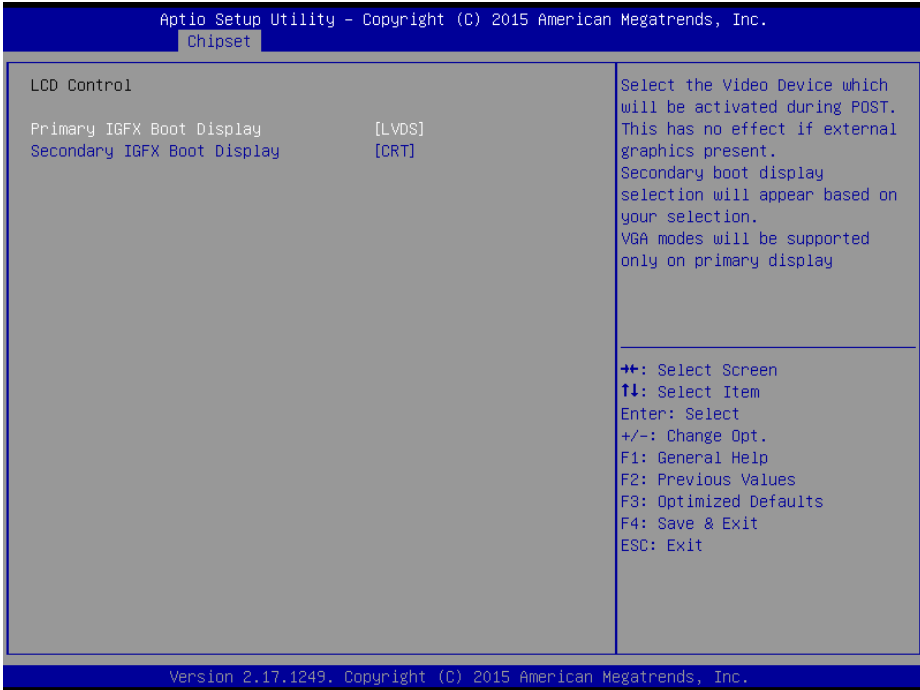 Aptio Setup Utility – Copyright (C) 2015 American Megatrends, Inc.
Chipset
LCD Control
Primary IGFX Boot Display [LVDS]
Secondary IGFX Boot Display [CRT]
Select the Video Device which
will be activated during POST.
This has no effect if external
graphics present.
Secondary boot display
selection will appear based on
your selection.
VGA modes will be supported
only on primary display
→←: Select Screen
↑↓: Select Item
Enter: Select
+/-: Change Opt.
F1: General Help
F2: Previous Values
F3: Optimized Defaults
F4: Save & Exit
ESC: Exit
Version 2.17.1249. Copyright (C) 2015 American Megatrends, Inc.